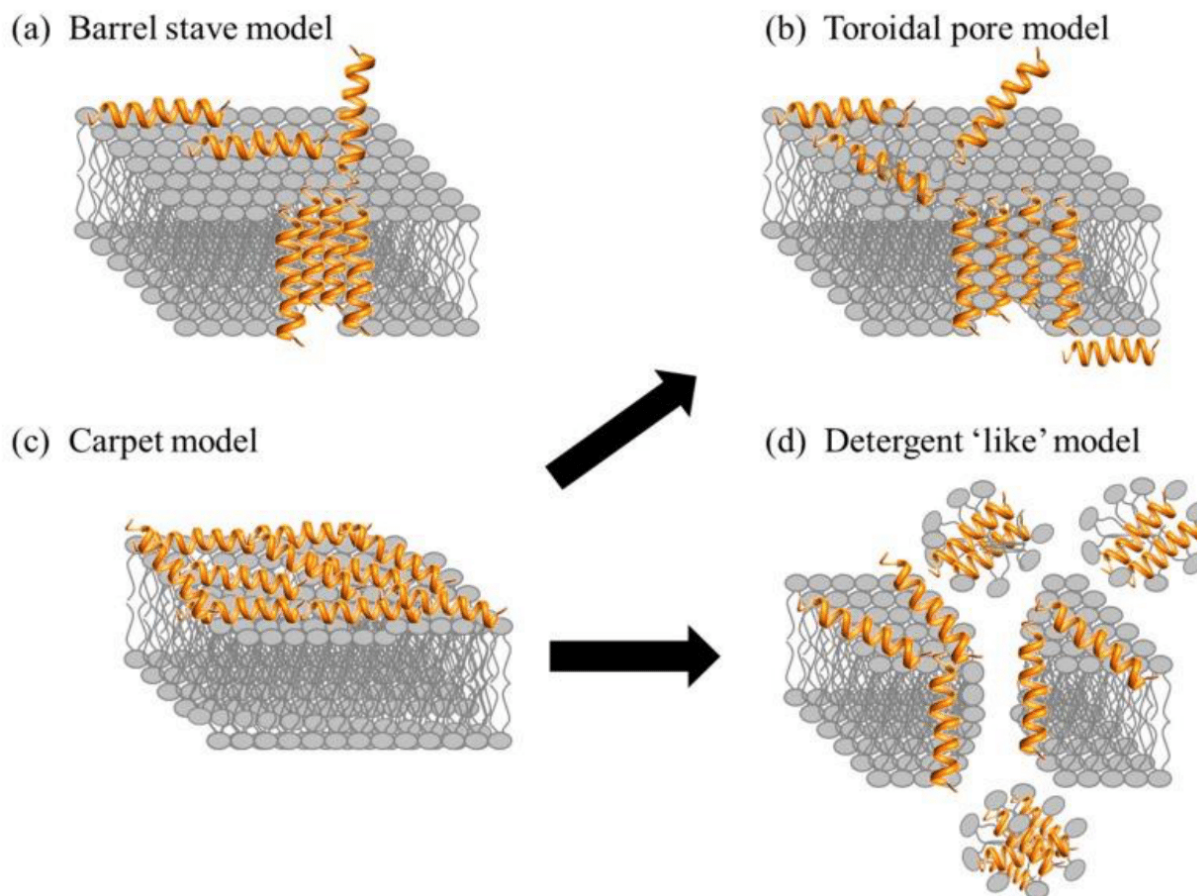 (a) Barrel stave model
(b) Toroidal pore model
(c) Carpet model
(d) Detergent ‘like’ model